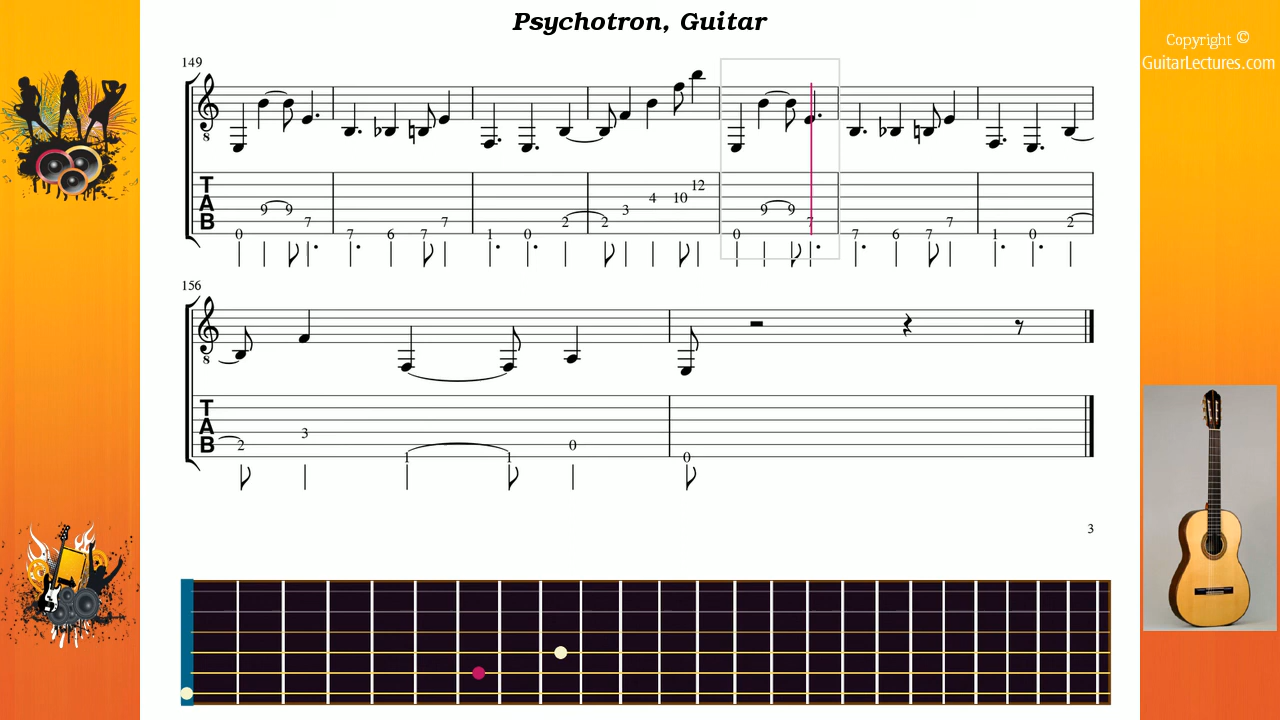 Psychotron, Guitar
Copyright ©
GuitarLectures.com
149
8
T
A
B
0 9 9 7 7 6 7 7 1 0 2 2 3 4 10 12 0 9 9 7 7 6 7 7 1 0 2
156
8
T
A
B
2 3 1 1 0 0
3